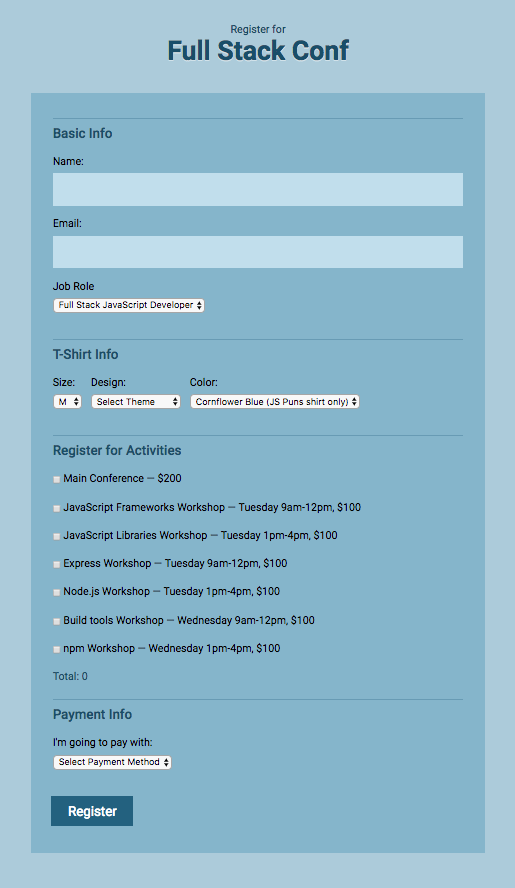 Register for
Full Stack Conf
Basic Info
Name:
Email:
Job Role
Full Stack JavaScript Developer
T-Shirt Info
Size: Design: Color:
M Select Theme Cornflower Blue (JS Puns shirt only)
Register for Activities
Main Conference — $200
JavaScript Frameworks Workshop — Tuesday 9am-12pm, $100
JavaScript Libraries Workshop — Tuesday 1pm-4pm, $100
Express Workshop — Tuesday 9am-12pm, $100
Node.js Workshop — Tuesday 1pm-4pm, $100
Build tools Workshop — Wednesday 9am-12pm, $100
npm Workshop — Wednesday 1pm-4pm, $100
Total: 0
Payment Info
I'm going to pay with:
Select Payment Method
Register